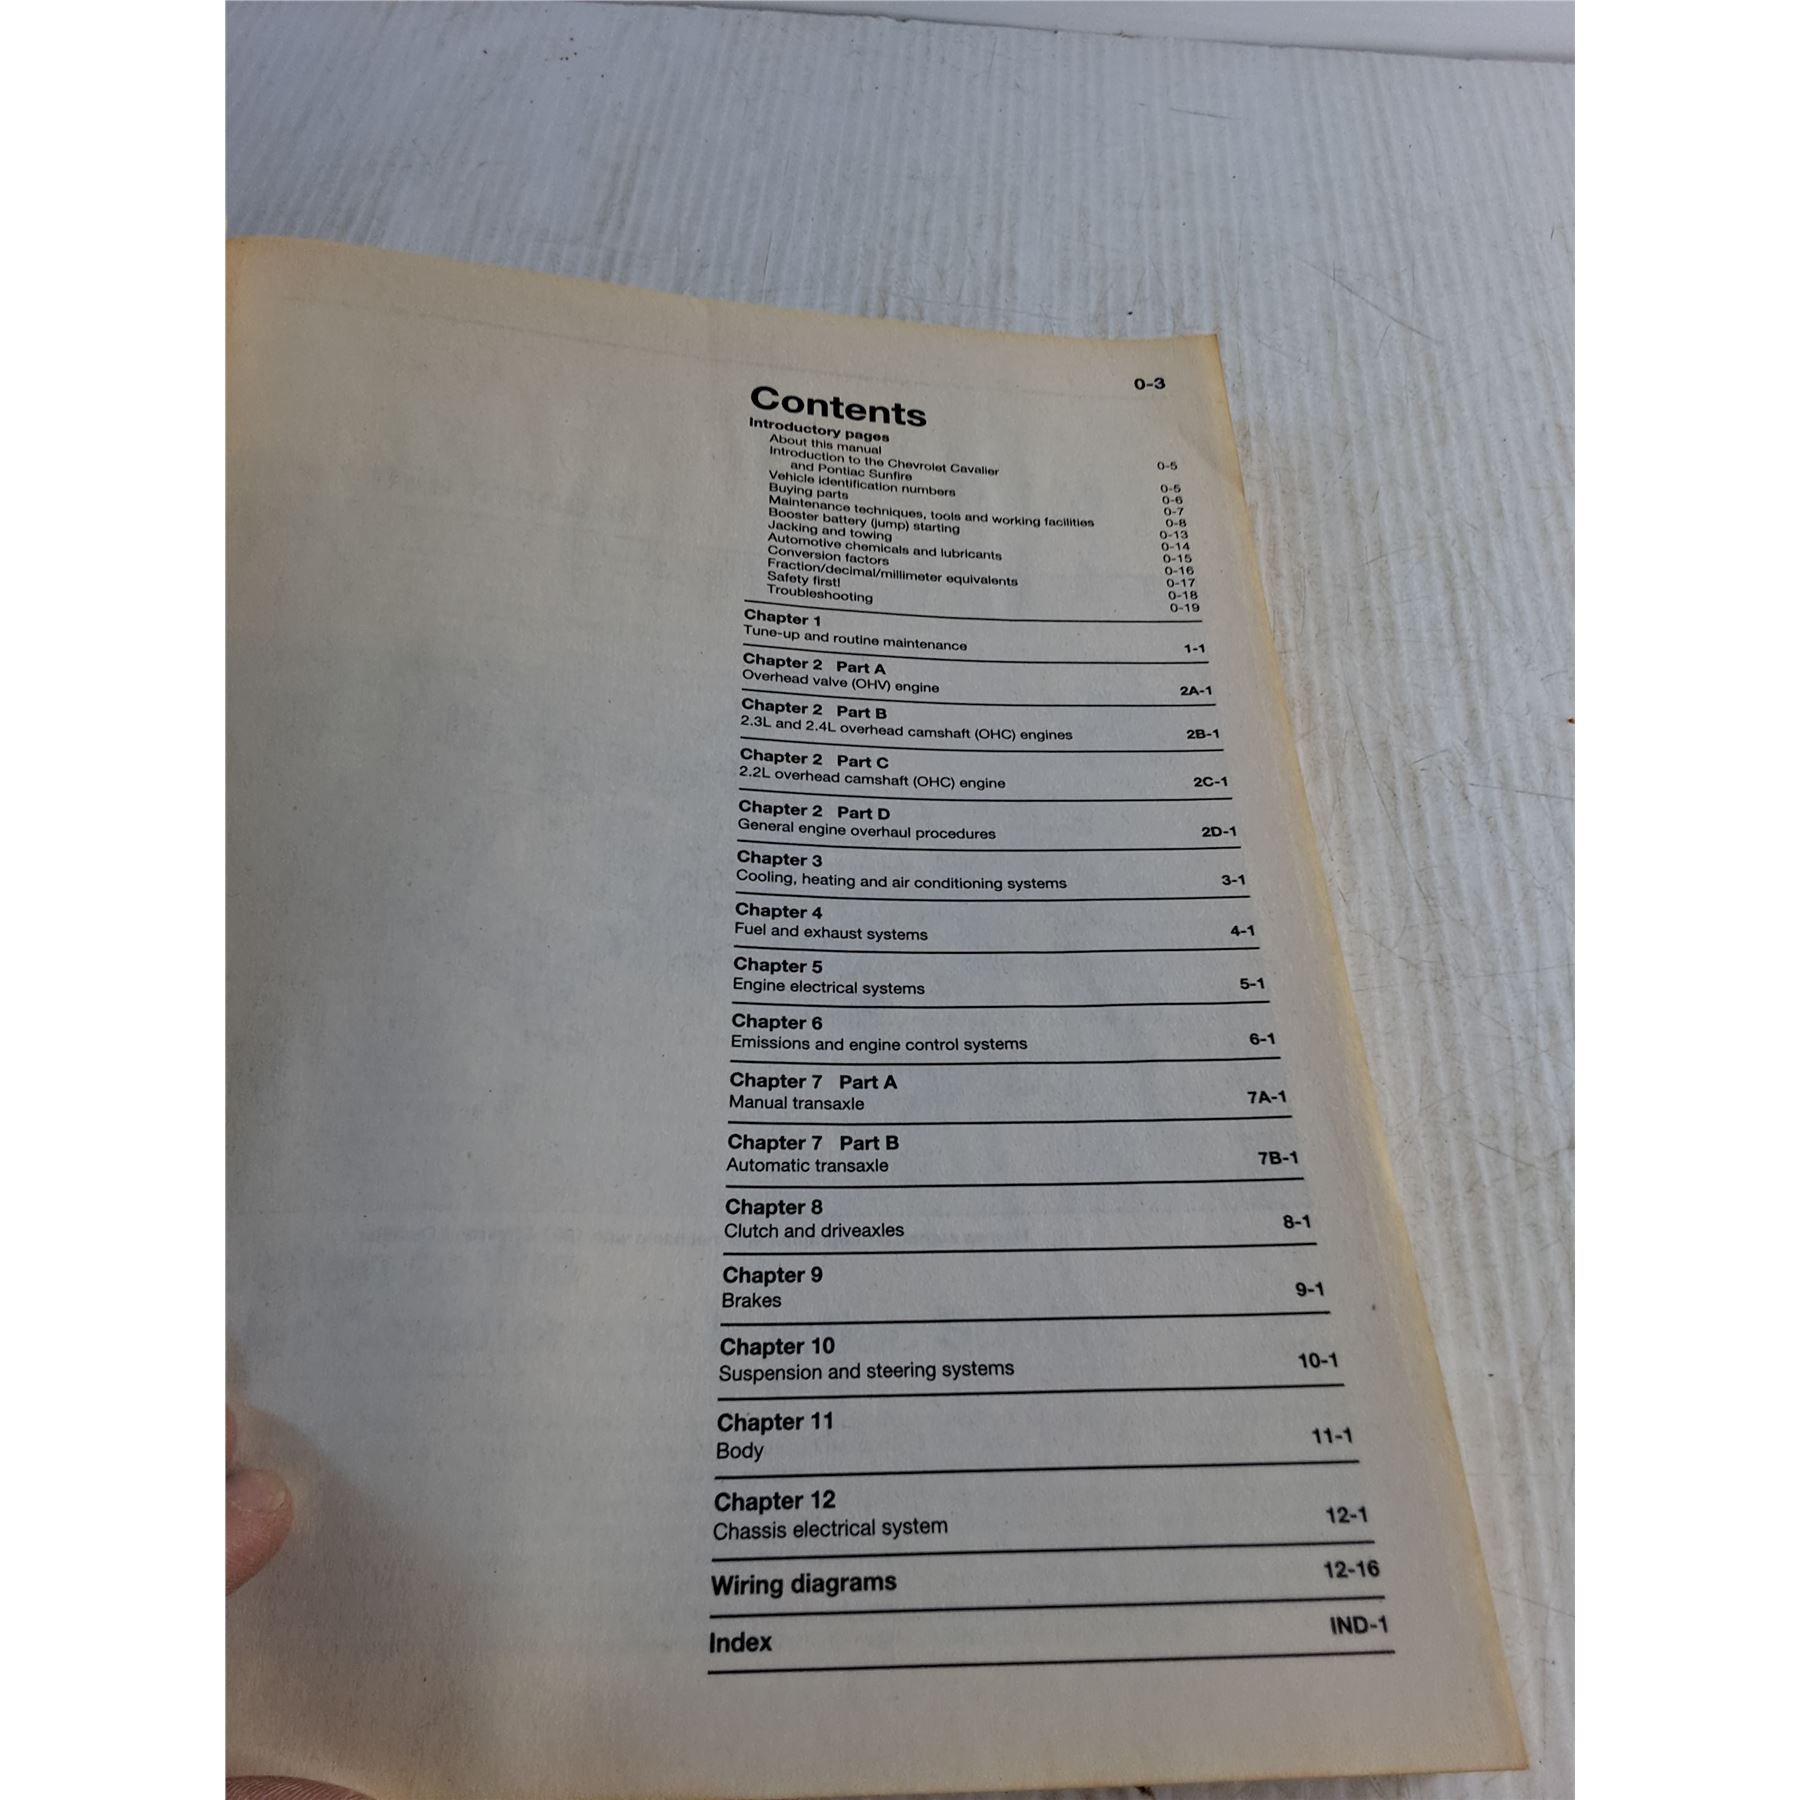 0-3
Contents
Introductory pages
About this manual 0-5
Introduction to the Chevrolet Cavalier
and Pontiac Sunfire 0-5
Vehicle identification numbers 0-6
Buying parts 0-7
Maintenance techniques, tools and working facilities 0-8
Booster battery (jump) starting 0-13
Jacking and towing 0-14
Automotive chemicals and lubricants 0-15
Conversion factors 0-16
Fraction/decimal/millimeter equivalents 0-17
Safety first! 0-18
Troubleshooting 0-19
Chapter 1
Tune-up and routine maintenance 1-1
Chapter 2 Part A
Overhead valve (OHV) engine 2A-1
Chapter 2 Part B
2.3L and 2.4L overhead camshaft (OHC) engines 2B-1
Chapter 2 Part C
2.2L overhead camshaft (OHC) engine 2C-1
Chapter 2 Part D
General engine overhaul procedures 2D-1
Chapter 3
Cooling, heating and air conditioning systems 3-1
Chapter 4
Fuel and exhaust systems 4-1
Chapter 5
Engine electrical systems 5-1
Chapter 6
Emissions and engine control systems 6-1
Chapter 7 Part A
Manual transaxle 7A-1
Chapter 7 Part B
Automatic transaxle 7B-1
Chapter 8
Clutch and driveaxles 8-1
Chapter 9
Brakes 9-1
Chapter 10
Suspension and steering systems 10-1
Chapter 11
Body 11-1
Chapter 12
Chassis electrical system 12-1
Wiring diagrams 12-16
Index IND-1